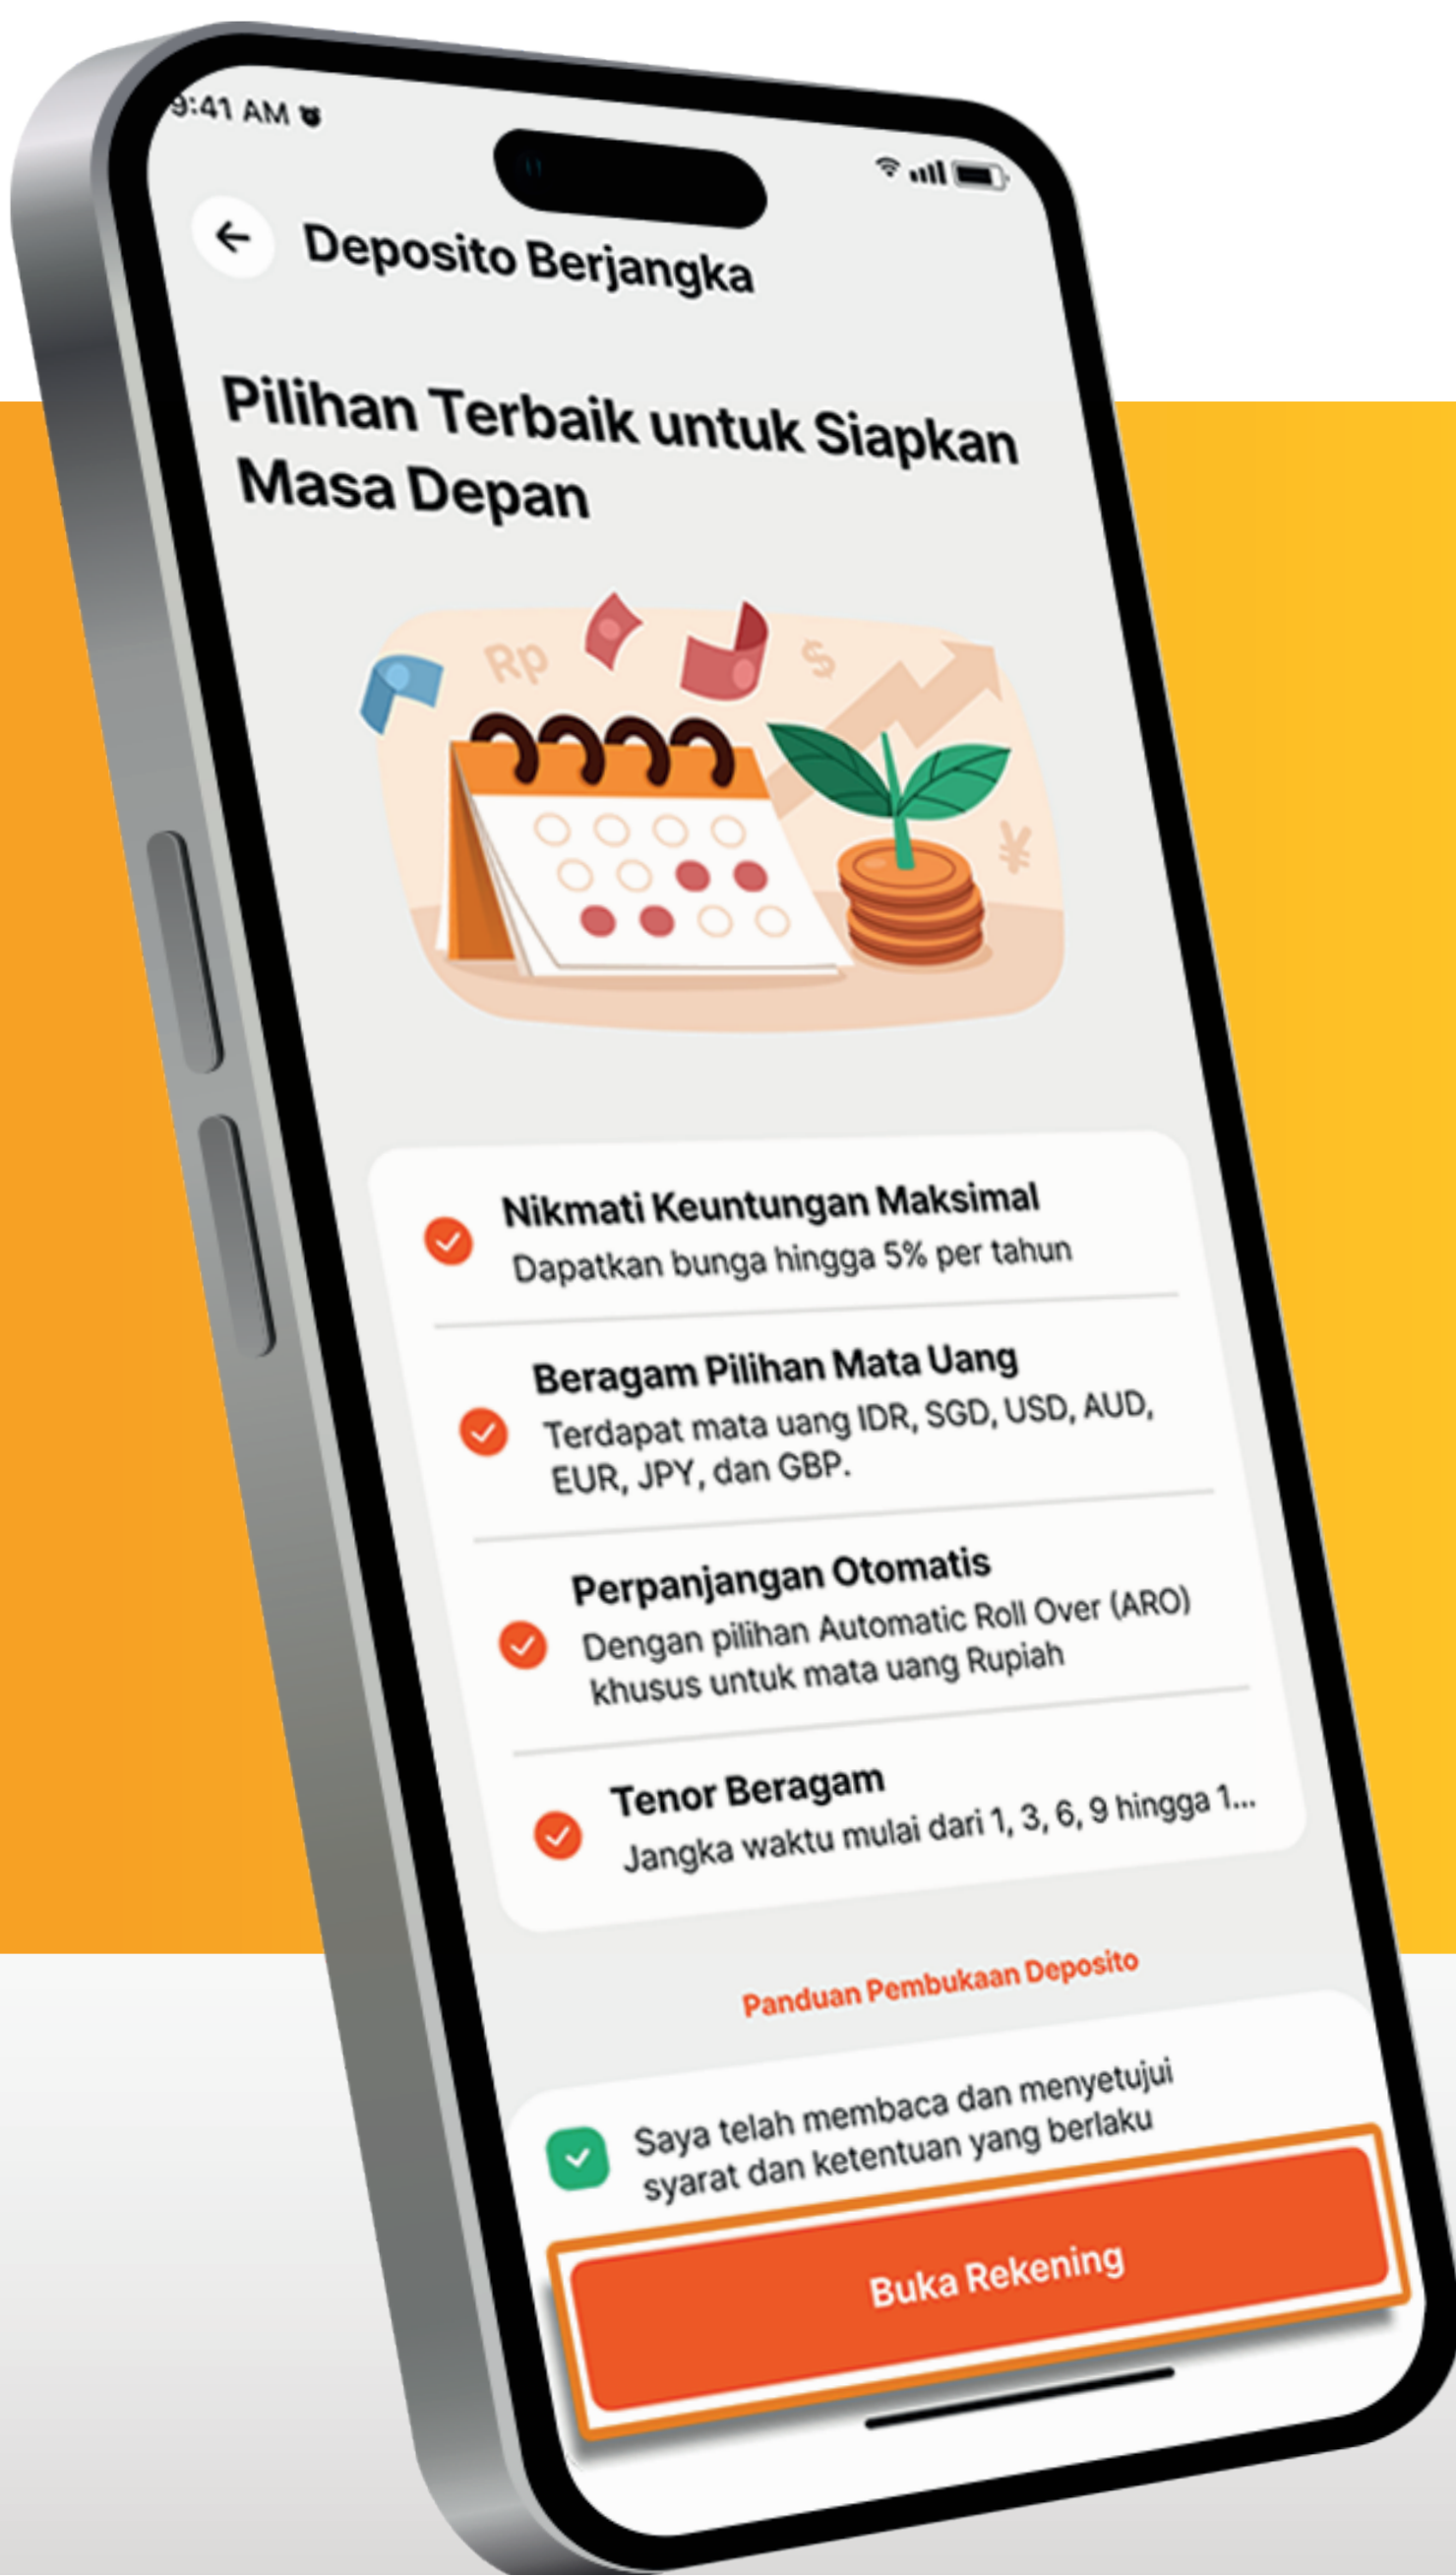 9:41 AM
Deposito Berjangka
Pilihan Terbaik untuk Siapkan
Masa Depan
Rp
$
¥
Nikmati Keuntungan Maksimal
Dapatkan bunga hingga 5% per tahun
Beragam Pilihan Mata Uang
Terdapat mata uang IDR, SGD, USD, AUD,
EUR, JPY, dan GBP.
Perpanjangan Otomatis
Dengan pilihan Automatic Roll Over (ARO)
khusus untuk mata uang Rupiah
Tenor Beragam
Jangka waktu mulai dari 1, 3, 6, 9 hingga 1...
Panduan Pembukaan Deposito
Saya telah membaca dan menyetujui
syarat dan ketentuan yang berlaku
Buka Rekening